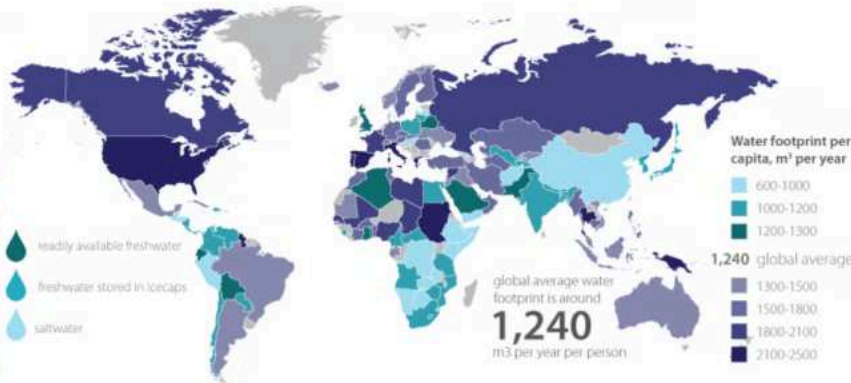 readily available freshwater
freshwater stored in icecaps
saltwater
global average water
footprint is around
1,240
m3 per year per person
Water footprint per
capita, m³ per year
600-1000
1000-1200
1200-1300
1,240 global average
1300-1500
1500-1800
1800-2100
2100-2500